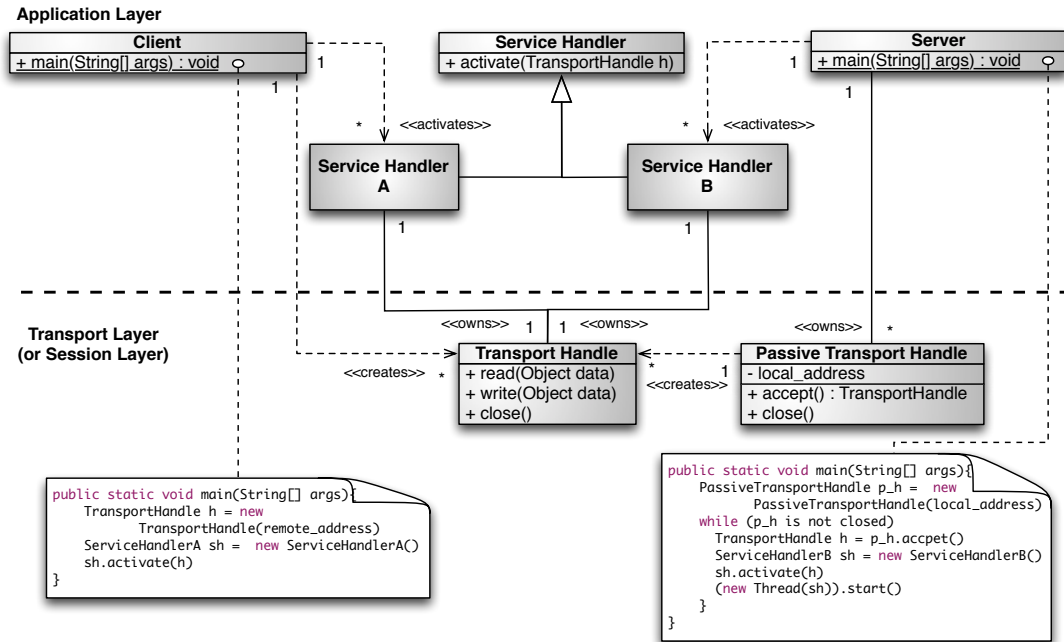 Application Layer
Client
+ main(String[] args) : void
Service Handler
+ activate(TransportHandle h)
Server
+ main(String[] args) : void
1
1
1
1
*
<<activates>>
*
<<activates>>
Service Handler
A
Service Handler
B
1
1
Transport Layer
(or Session Layer)
<<owns>>
1
1
<<owns>>
<<owns>>
*
Transport Handle
+ read(Object data)
+ write(Object data)
+ close()
Passive Transport Handle
- local_address
+ accept() : TransportHandle
+ close()
<<creates>>
*
*
<<creates>>
1
public static void main(String[] args){
TransportHandle h = new
TransportHandle(remote_address)
ServiceHandlerA sh = new ServiceHandlerA()
sh.activate(h)
}
public static void main(String[] args){
PassiveTransportHandle p_h = new
PassiveTransportHandle(local_address)
while (p_h is not closed)
TransportHandle h = p_h.accpet()
ServiceHandlerB sh = new ServiceHandlerB()
sh.activate(h)
(new Thread(sh)).start()
}
}